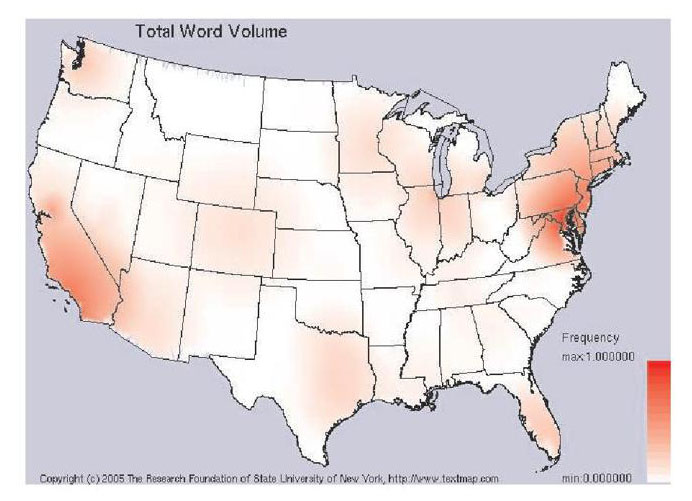 Total Word Volume
Frequency
max:1.000000
min:0.000000
Copyright (c) 2005 The Research Foundation of State University of New York, http://www.textmap.com